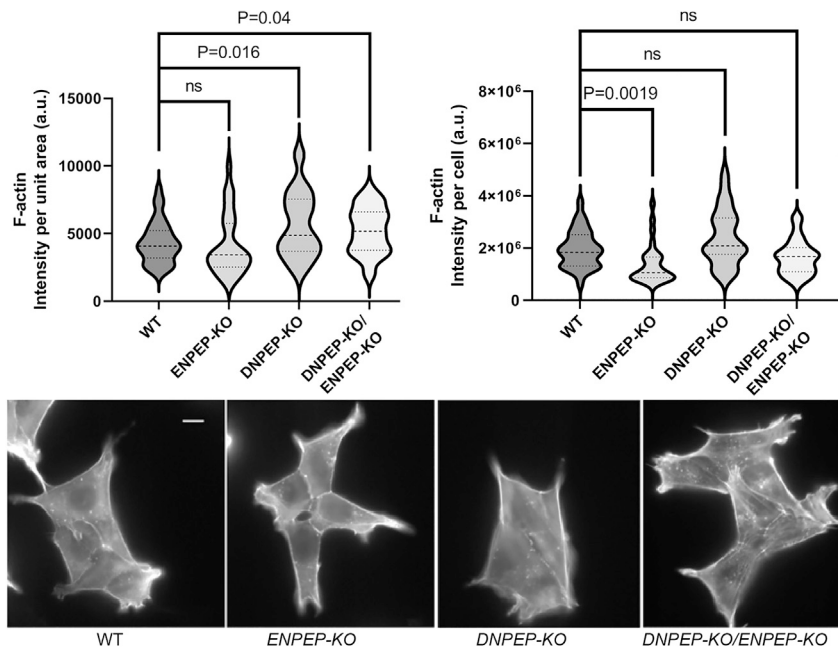 P=0.04
P=0.016
ns
15000
10000
5000
0
F-actin
Intensity per unit area (a.u.)
WT
ENPEP-KO
DNPEP-KO
DNPEP-KO/
ENPEP-KO
ns
ns
P=0.0019
8×10⁶
6×10⁶
4×10⁶
2×10⁶
0
F-actin
Intensity per cell (a.u.)
WT
ENPEP-KO
DNPEP-KO
DNPEP-KO/
ENPEP-KO
WT
ENPEP-KO
DNPEP-KO
DNPEP-KO/ENPEP-KO